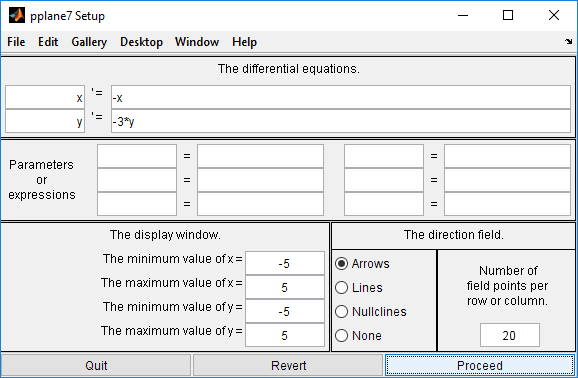 pplane7 Setup
File Edit Gallery Desktop Window Help
The differential equations.
x ' = -x
y ' = -3*y
Parameters
or
expressions
= =
= =
= =
The display window.
The minimum value of x = -5
The maximum value of x = 5
The minimum value of y = -5
The maximum value of y = 5
The direction field.
Arrows
Lines
Nullclines
None
Number of
field points per
row or column.
20
Quit Revert Proceed